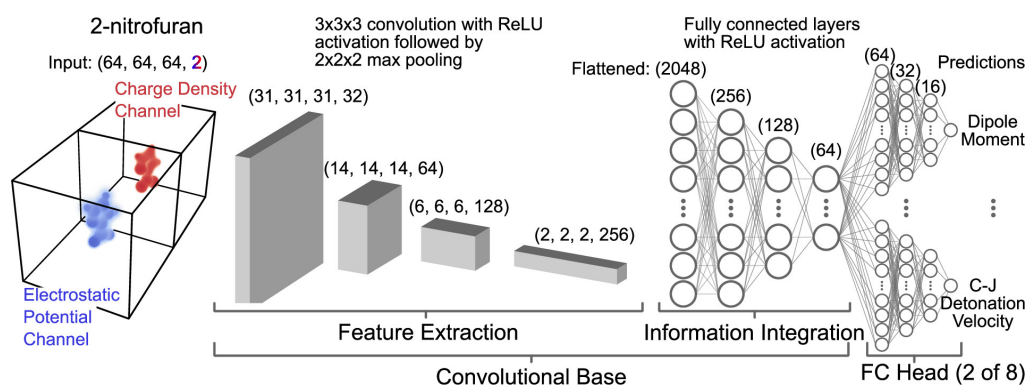 2-nitrofuran
Input: (64, 64, 64, 2)
Charge Density
Channel
Electrostatic
Potential
Channel
3x3x3 convolution with ReLU
activation followed by
2x2x2 max pooling
(31, 31, 31, 32)
(14, 14, 14, 64)
(6, 6, 6, 128)
(2, 2, 2, 256)
Feature Extraction
Fully connected layers
with ReLU activation
Flattened: (2048)
(256)
(128)
(64)
Information Integration
Convolutional Base
(64)
(32)
(16)
Predictions
Dipole
Moment
C-J
Detonation
Velocity
FC Head (2 of 8)